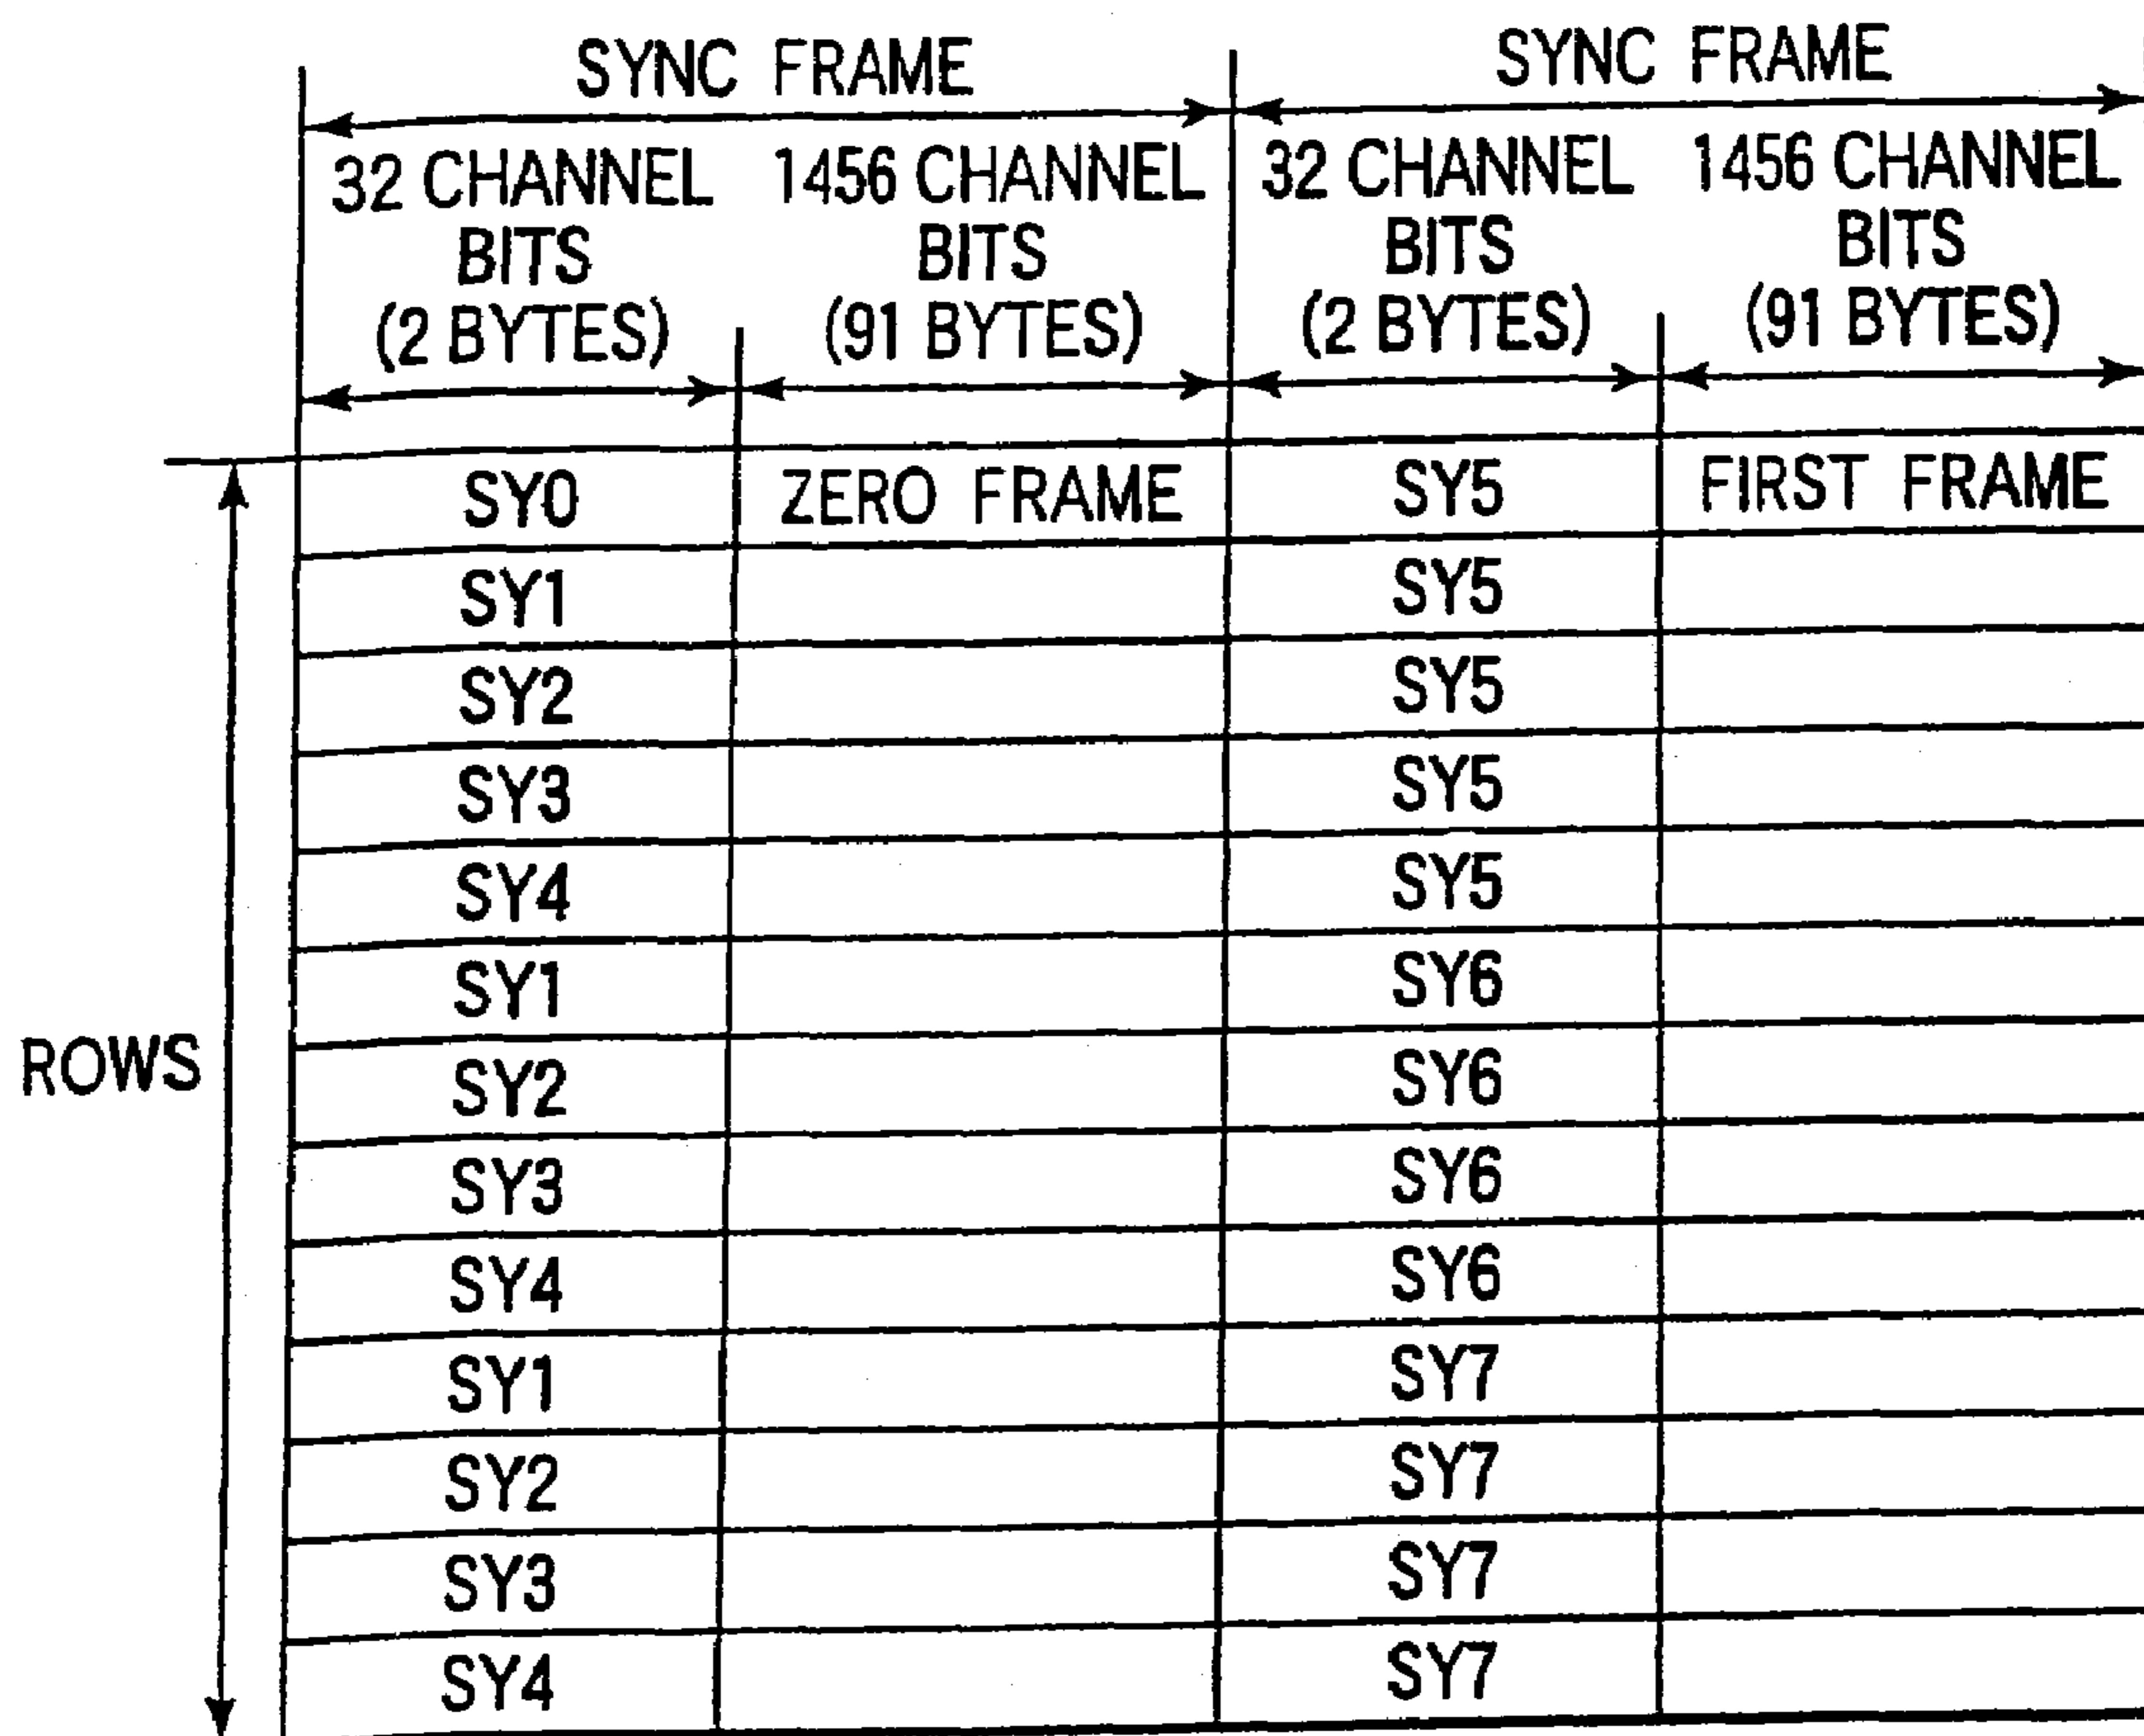 SYNC FRAME SYNC FRAME
32 CHANNEL 1456 CHANNEL 32 CHANNEL 1456 CHANNEL
BITS BITS BITS BITS
(2 BYTES) (91 BYTES) (2 BYTES) (91 BYTES)
SY0 ZERO FRAME SY5 FIRST FRAME
SY1 SY5
SY2 SY5
SY3 SY5
SY4 SY5
SY1 SY6
ROWS
SY2 SY6
SY3 SY6
SY4 SY6
SY1 SY7
SY2 SY7
SY3 SY7
SY4 SY7